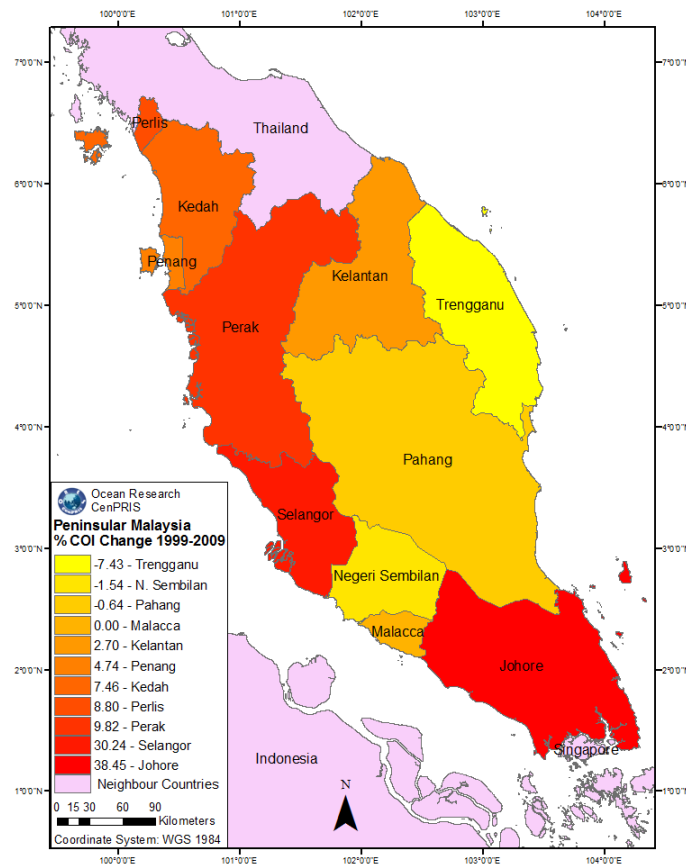 100°0'0"E 101°0'0"E 102°0'0"E 103°0'0"E 104°0'0"E
7°0'0"N 7°0'0"N
6°0'0"N 6°0'0"N
5°0'0"N 5°0'0"N
4°0'0"N 4°0'0"N
3°0'0"N 3°0'0"N
2°0'0"N 2°0'0"N
1°0'0"N 1°0'0"N
Perlis
Thailand
Kedah
Penang
Kelantan
Trengganu
Perak
Pahang
Selangor
Negeri Sembilan
Malacca
Johore
Singapore
Indonesia
N
Ocean Research
CenPRIS
Peninsular Malaysia
% COI Change 1999-2009
-7.43 - Trengganu
-1.54 - N. Sembilan
-0.64 - Pahang
0.00 - Malacca
2.70 - Kelantan
4.74 - Penang
7.46 - Kedah
8.80 - Perlis
9.82 - Perak
30.24 - Selangor
38.45 - Johore
Neighbour Countries
0 15 30 60 90
Kilometers
Coordinate System: WGS 1984
100°0'0"E 101°0'0"E 102°0'0"E 103°0'0"E 104°0'0"E